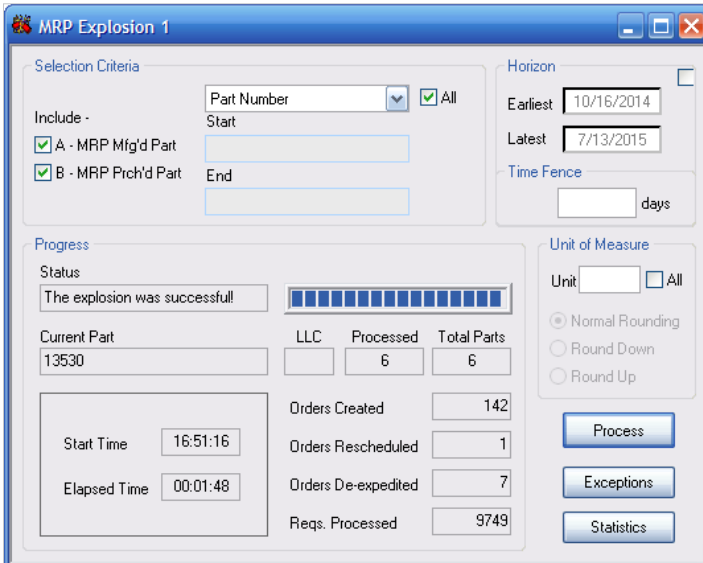 MRP Explosion 1
Selection Criteria
Part Number
All
Include -
Start
A - MRP Mfg'd Part
B - MRP Prch'd Part
End
Horizon
Earliest 10/16/2014
Latest 7/13/2015
Time Fence
days
Progress
Status
The explosion was successful!
Current Part
LLC
Processed
Total Parts
13530
6
6
Start Time 16:51:16
Elapsed Time 00:01:48
Orders Created 142
Orders Rescheduled 1
Orders De-expedited 7
Reqs. Processed 9749
Unit of Measure
Unit
All
Normal Rounding
Round Down
Round Up
Process
Exceptions
Statistics